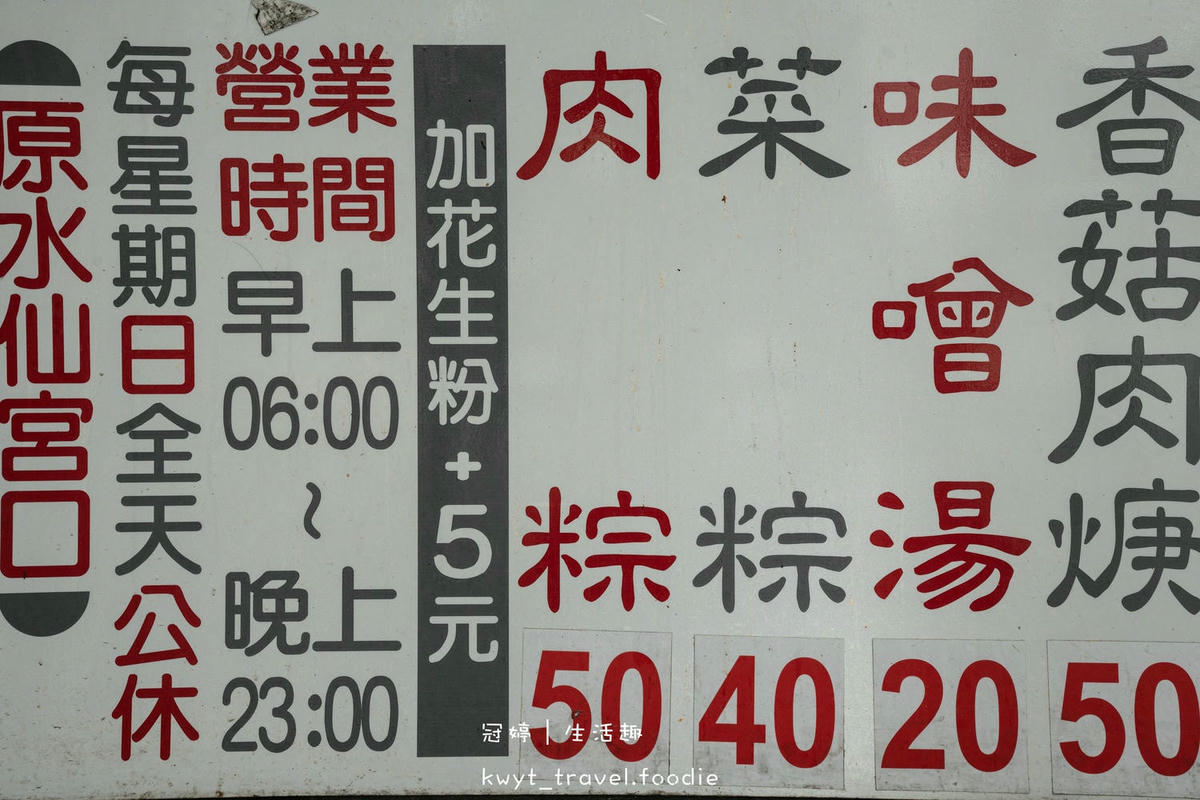 香菇肉焿
50
味噌湯
20
菜粽
40
肉粽
50
加花生粉+5元
營業時間
早上
06:00
~
晚上
23:00
每星期日全天公休
原水仙宮口
冠婷|生活趣
kwyt_travel.foodie